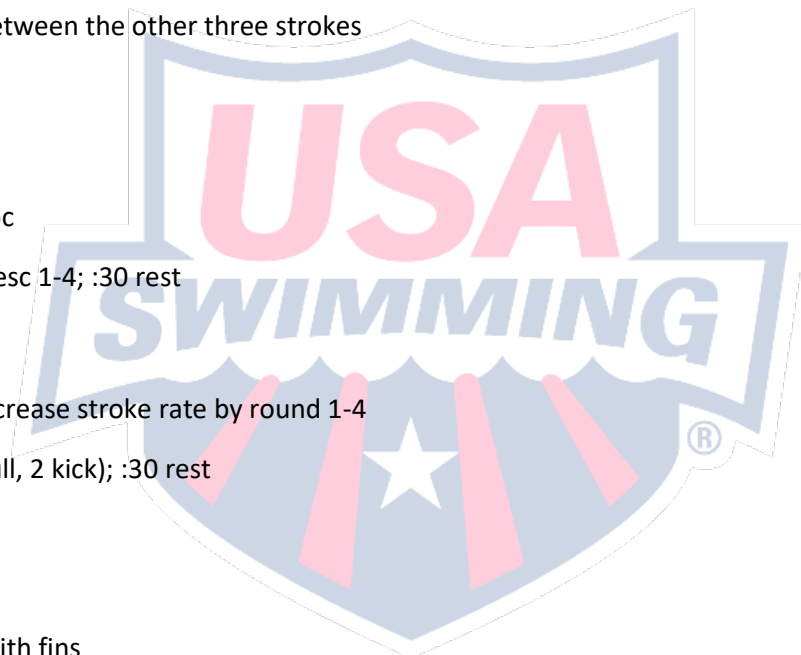 etween the other three strokes
c
esc 1-4; :30 rest
crease stroke rate by round 1-4
ll, 2 kick); :30 rest
ith fins
USA
SWIMMING
®